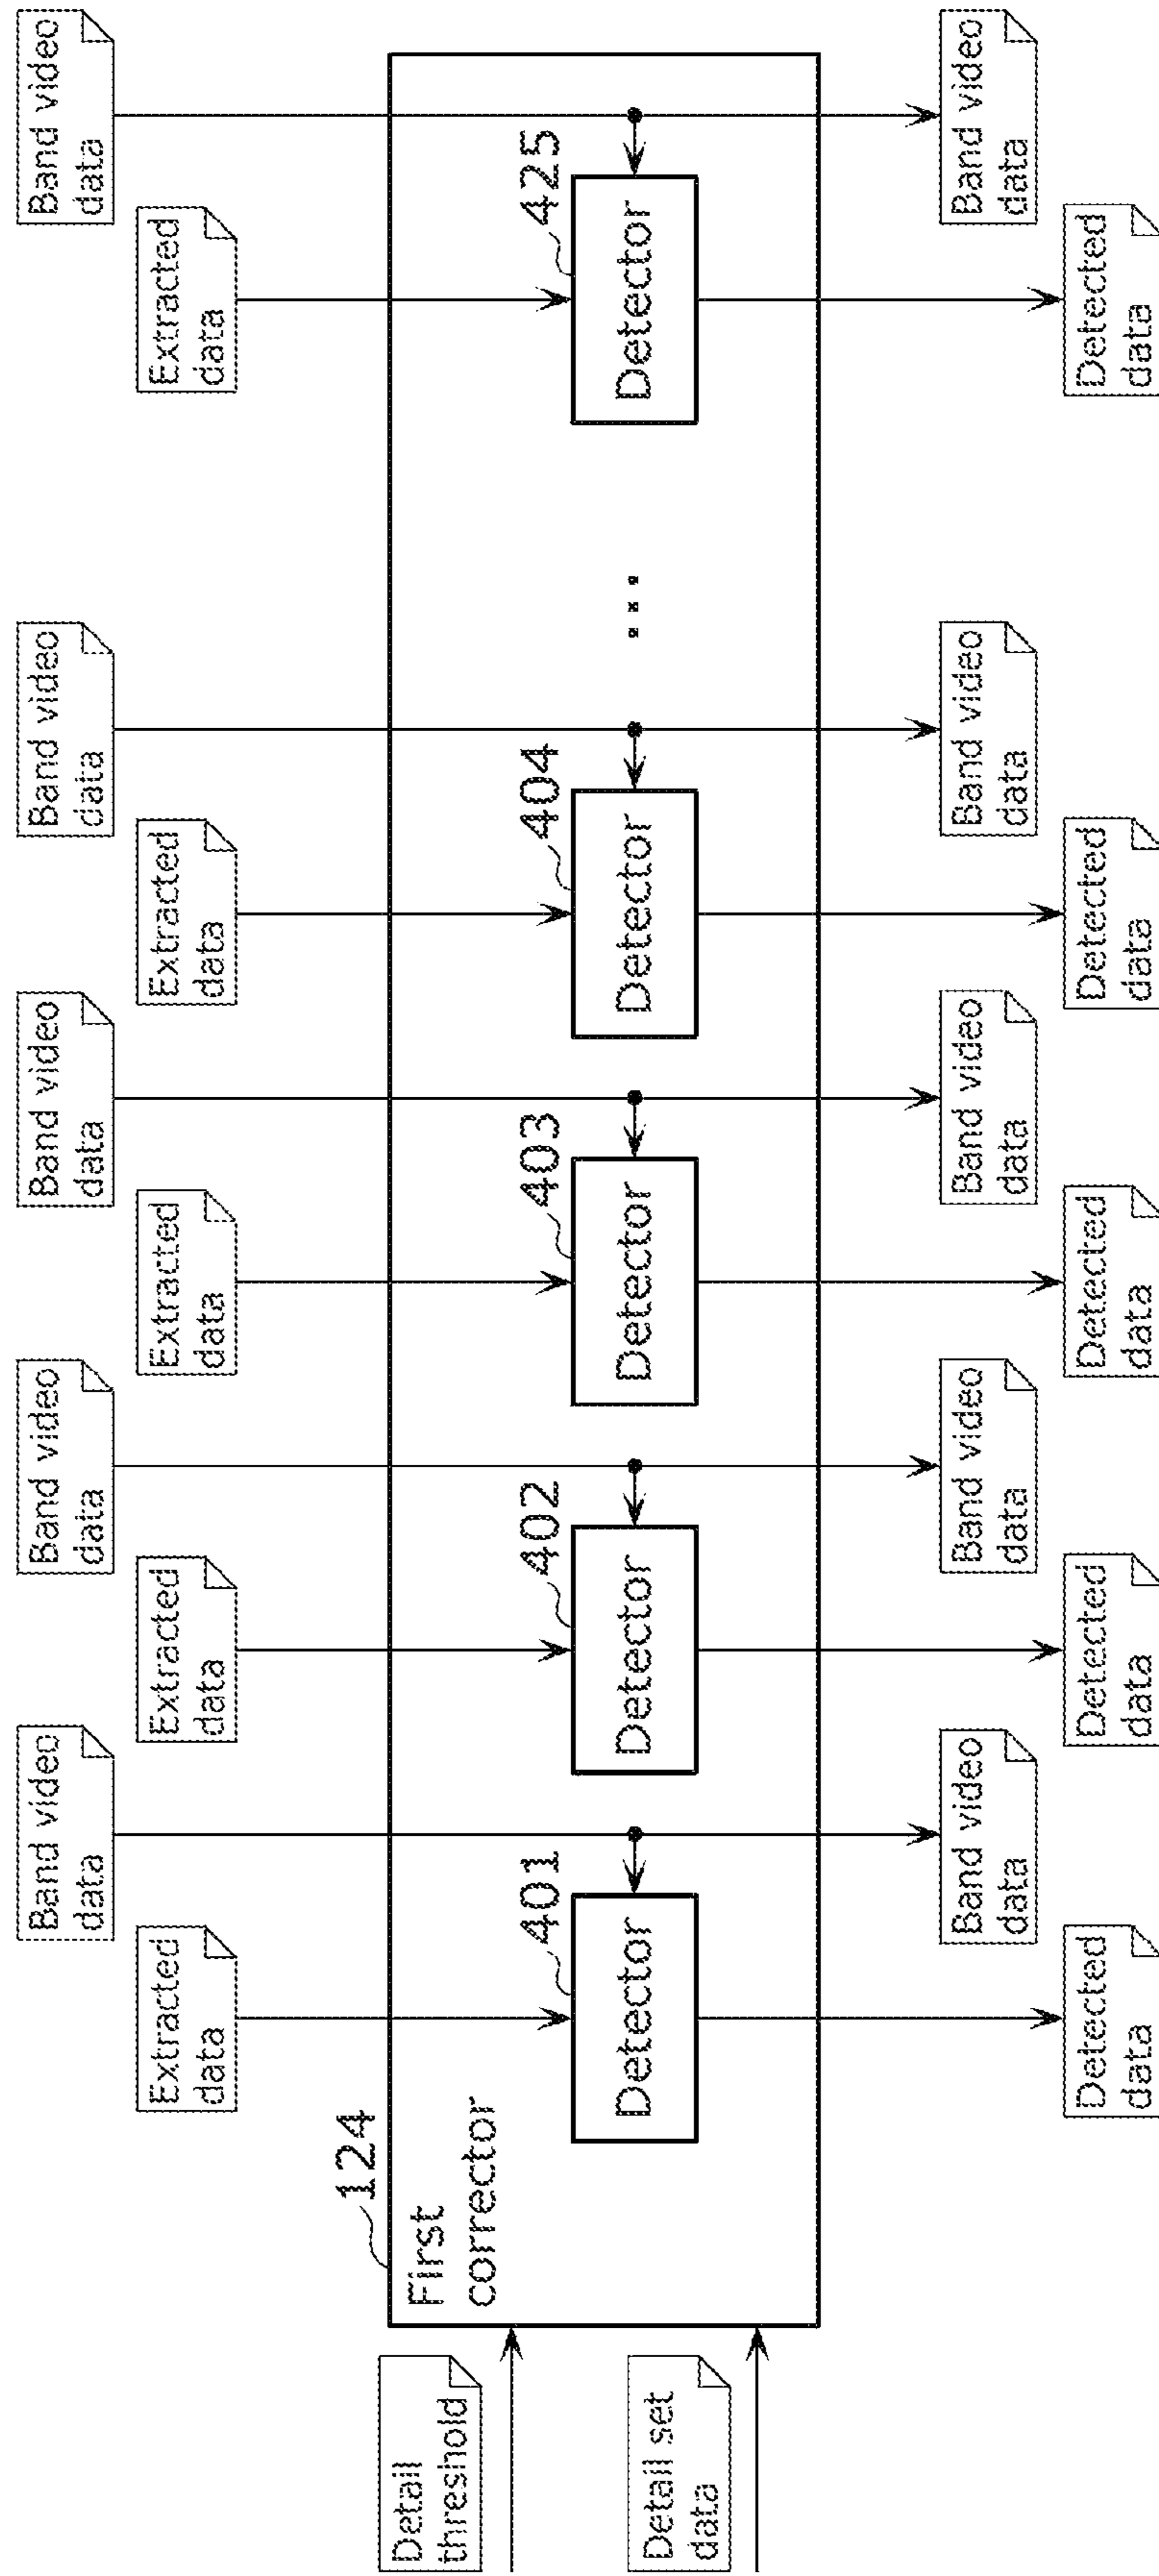 Band video
data
Band video
data
Band video
data
Band video
data
Band video
data
Extracted
data
Extracted
data
Extracted
data
Extracted
data
Extracted
data
124
First
corrector
Detail
threshold
Detail set
data
401
Detector
402
Detector
403
Detector
404
Detector
...
425
Detector
Band video
data
Band video
data
Band video
data
Band video
data
Band video
data
Detected
data
Detected
data
Detected
data
Detected
data
Detected
data